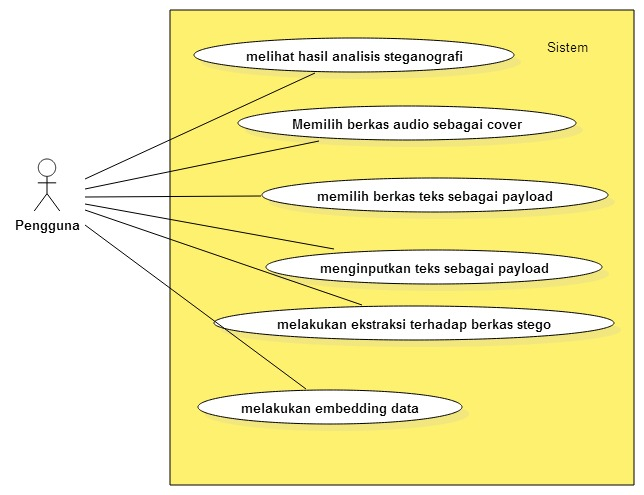 Sistem
melihat hasil analisis steganografi
Memilih berkas audio sebagai cover
memilih berkas teks sebagai payload
Pengguna
menginputkan teks sebagai payload
melakukan ekstraksi terhadap berkas stego
melakukan embedding data